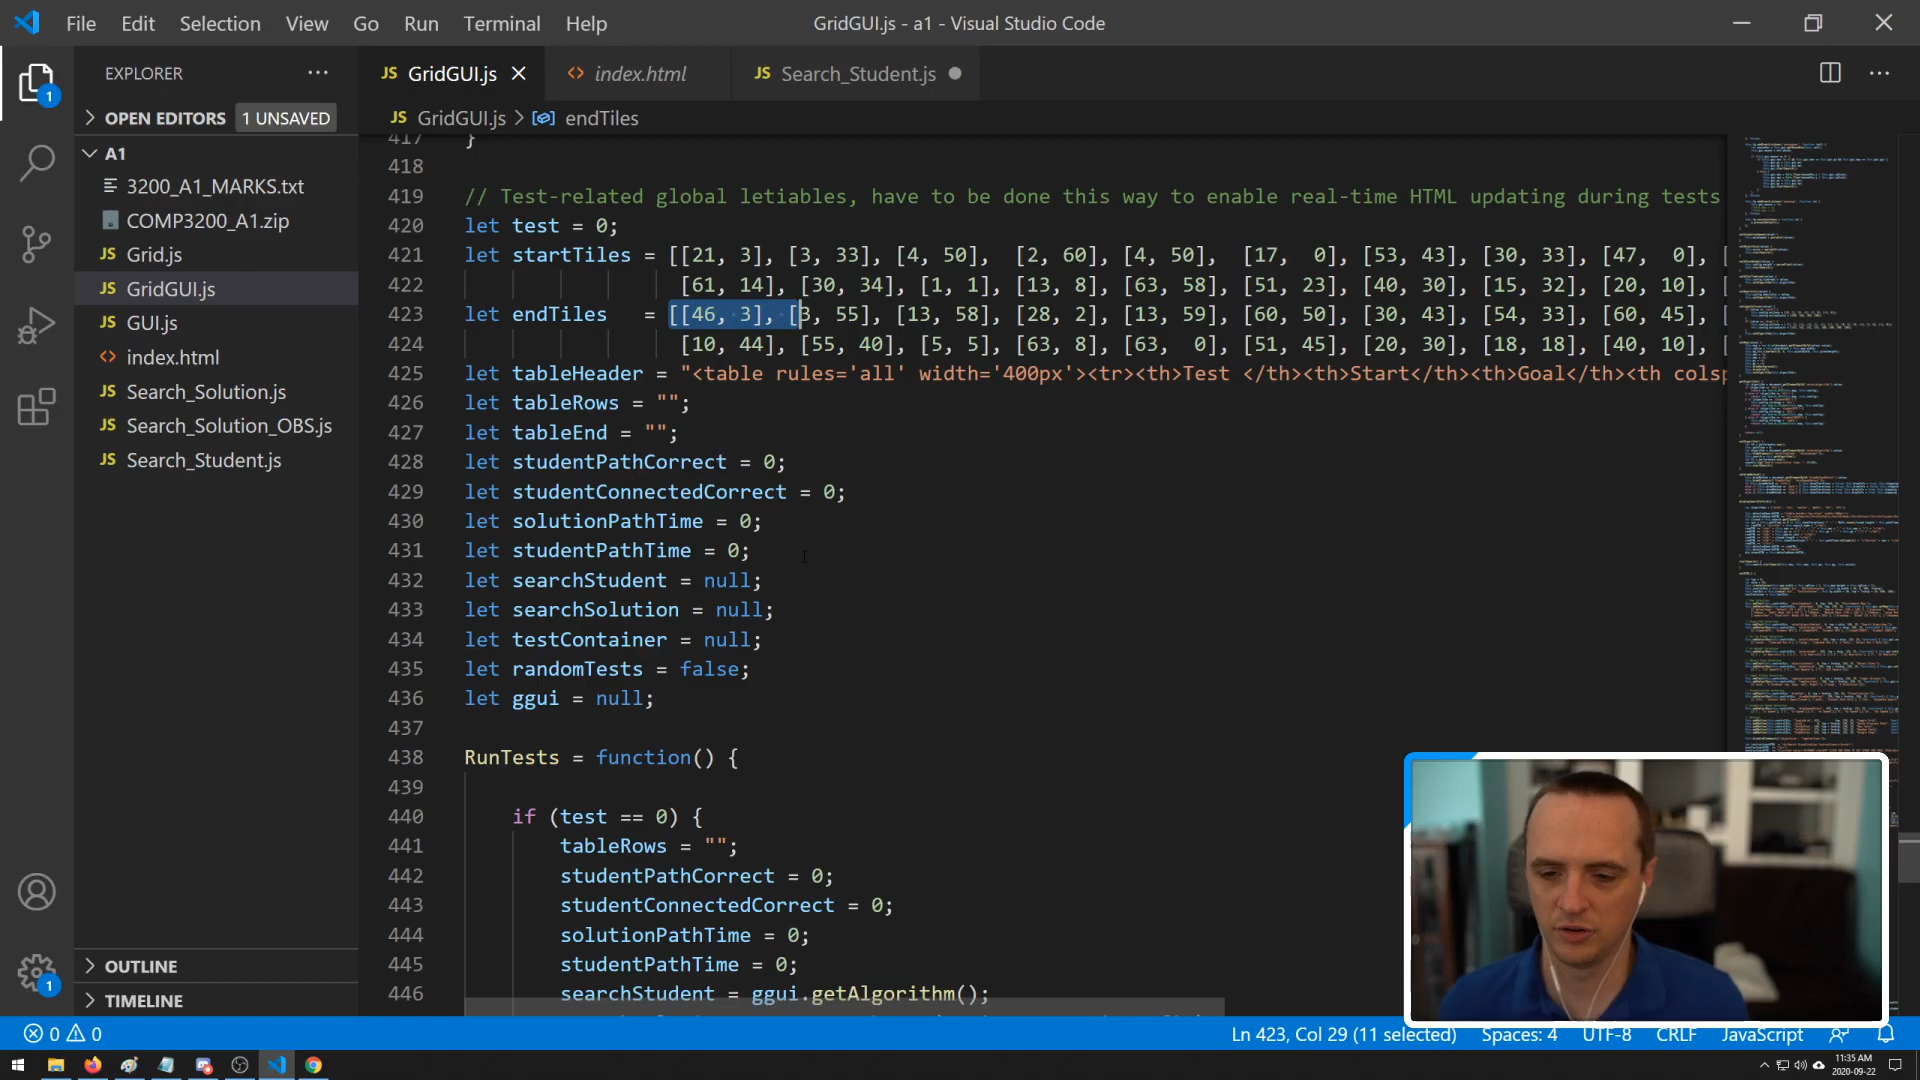 File Edit Selection View Go Run Terminal Help
GridGUI.js - a1 - Visual Studio Code
EXPLORER
JS GridGUI.js
<> index.html
JS Search_Student.js
OPEN EDITORS 1 UNSAVED
JS GridGUI.js > endTiles
A1
3200_A1_MARKS.txt
COMP3200_A1.zip
JS Grid.js
JS GridGUI.js
JS GUI.js
<> index.html
JS Search_Solution.js
JS Search_Solution_OBS.js
JS Search_Student.js
OUTLINE
TIMELINE
417 }
418
419 // Test-related global letiables, have to be done this way to enable real-time HTML updating during tests
420 let test = 0;
421 let startTiles = [[21, 3], [3, 33], [4, 50], [2, 60], [4, 50], [17, 0], [53, 43], [30, 33], [47, 0], [
422 [61, 14], [30, 34], [1, 1], [13, 8], [63, 58], [51, 23], [40, 30], [15, 32], [20, 10], [
423 let endTiles = [[46, 3], [3, 55], [13, 58], [28, 2], [13, 59], [60, 50], [30, 43], [54, 33], [60, 45], [
424 [10, 44], [55, 40], [5, 5], [63, 8], [63, 0], [51, 45], [20, 30], [18, 18], [40, 10], [
425 let tableHeader = "<table rules='all' width='400px'><tr><th>Test </th><th>Start</th><th>Goal</th><th colsp
426 let tableRows = "";
427 let tableEnd = "";
428 let studentPathCorrect = 0;
429 let studentConnectedCorrect = 0;
430 let solutionPathTime = 0;
431 let studentPathTime = 0;
432 let searchStudent = null;
433 let searchSolution = null;
434 let testContainer = null;
435 let randomTests = false;
436 let ggui = null;
437
438 RunTests = function() {
439
440 if (test == 0) {
441 tableRows = "";
442 studentPathCorrect = 0;
443 studentConnectedCorrect = 0;
444 solutionPathTime = 0;
445 studentPathTime = 0;
446 searchStudent = ggui.getAlgorithm();
1
1
0 0
Ln 423, Col 29 (11 selected) Spaces: 4 UTF-8 CRLF JavaScript
11:35 AM
2020-09-22